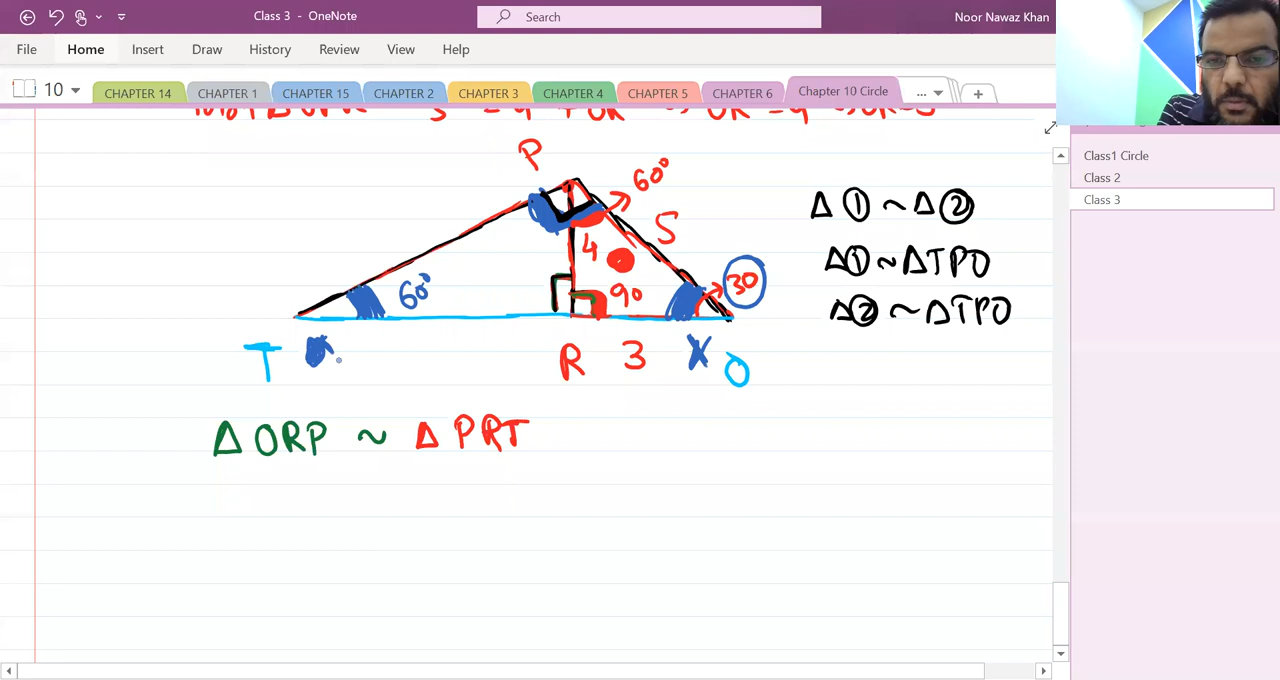 Class 3 - OneNote
Search
Noor Nawaz Khan
File Home Insert Draw History Review View Help
10 CHAPTER 14 CHAPTER 1 CHAPTER 15 CHAPTER 2 CHAPTER 3 CHAPTER 4 CHAPTER 5 CHAPTER 6 Chapter 10 Circle ... +
Class1 Circle
Class 2
Class 3
P
60°
5
4
60°
90
30
T
R 3 X O
Δ① ~ Δ②
Δ① ~ ΔTPO
Δ② ~ ΔTPO
Δ ORP ~ Δ PRT